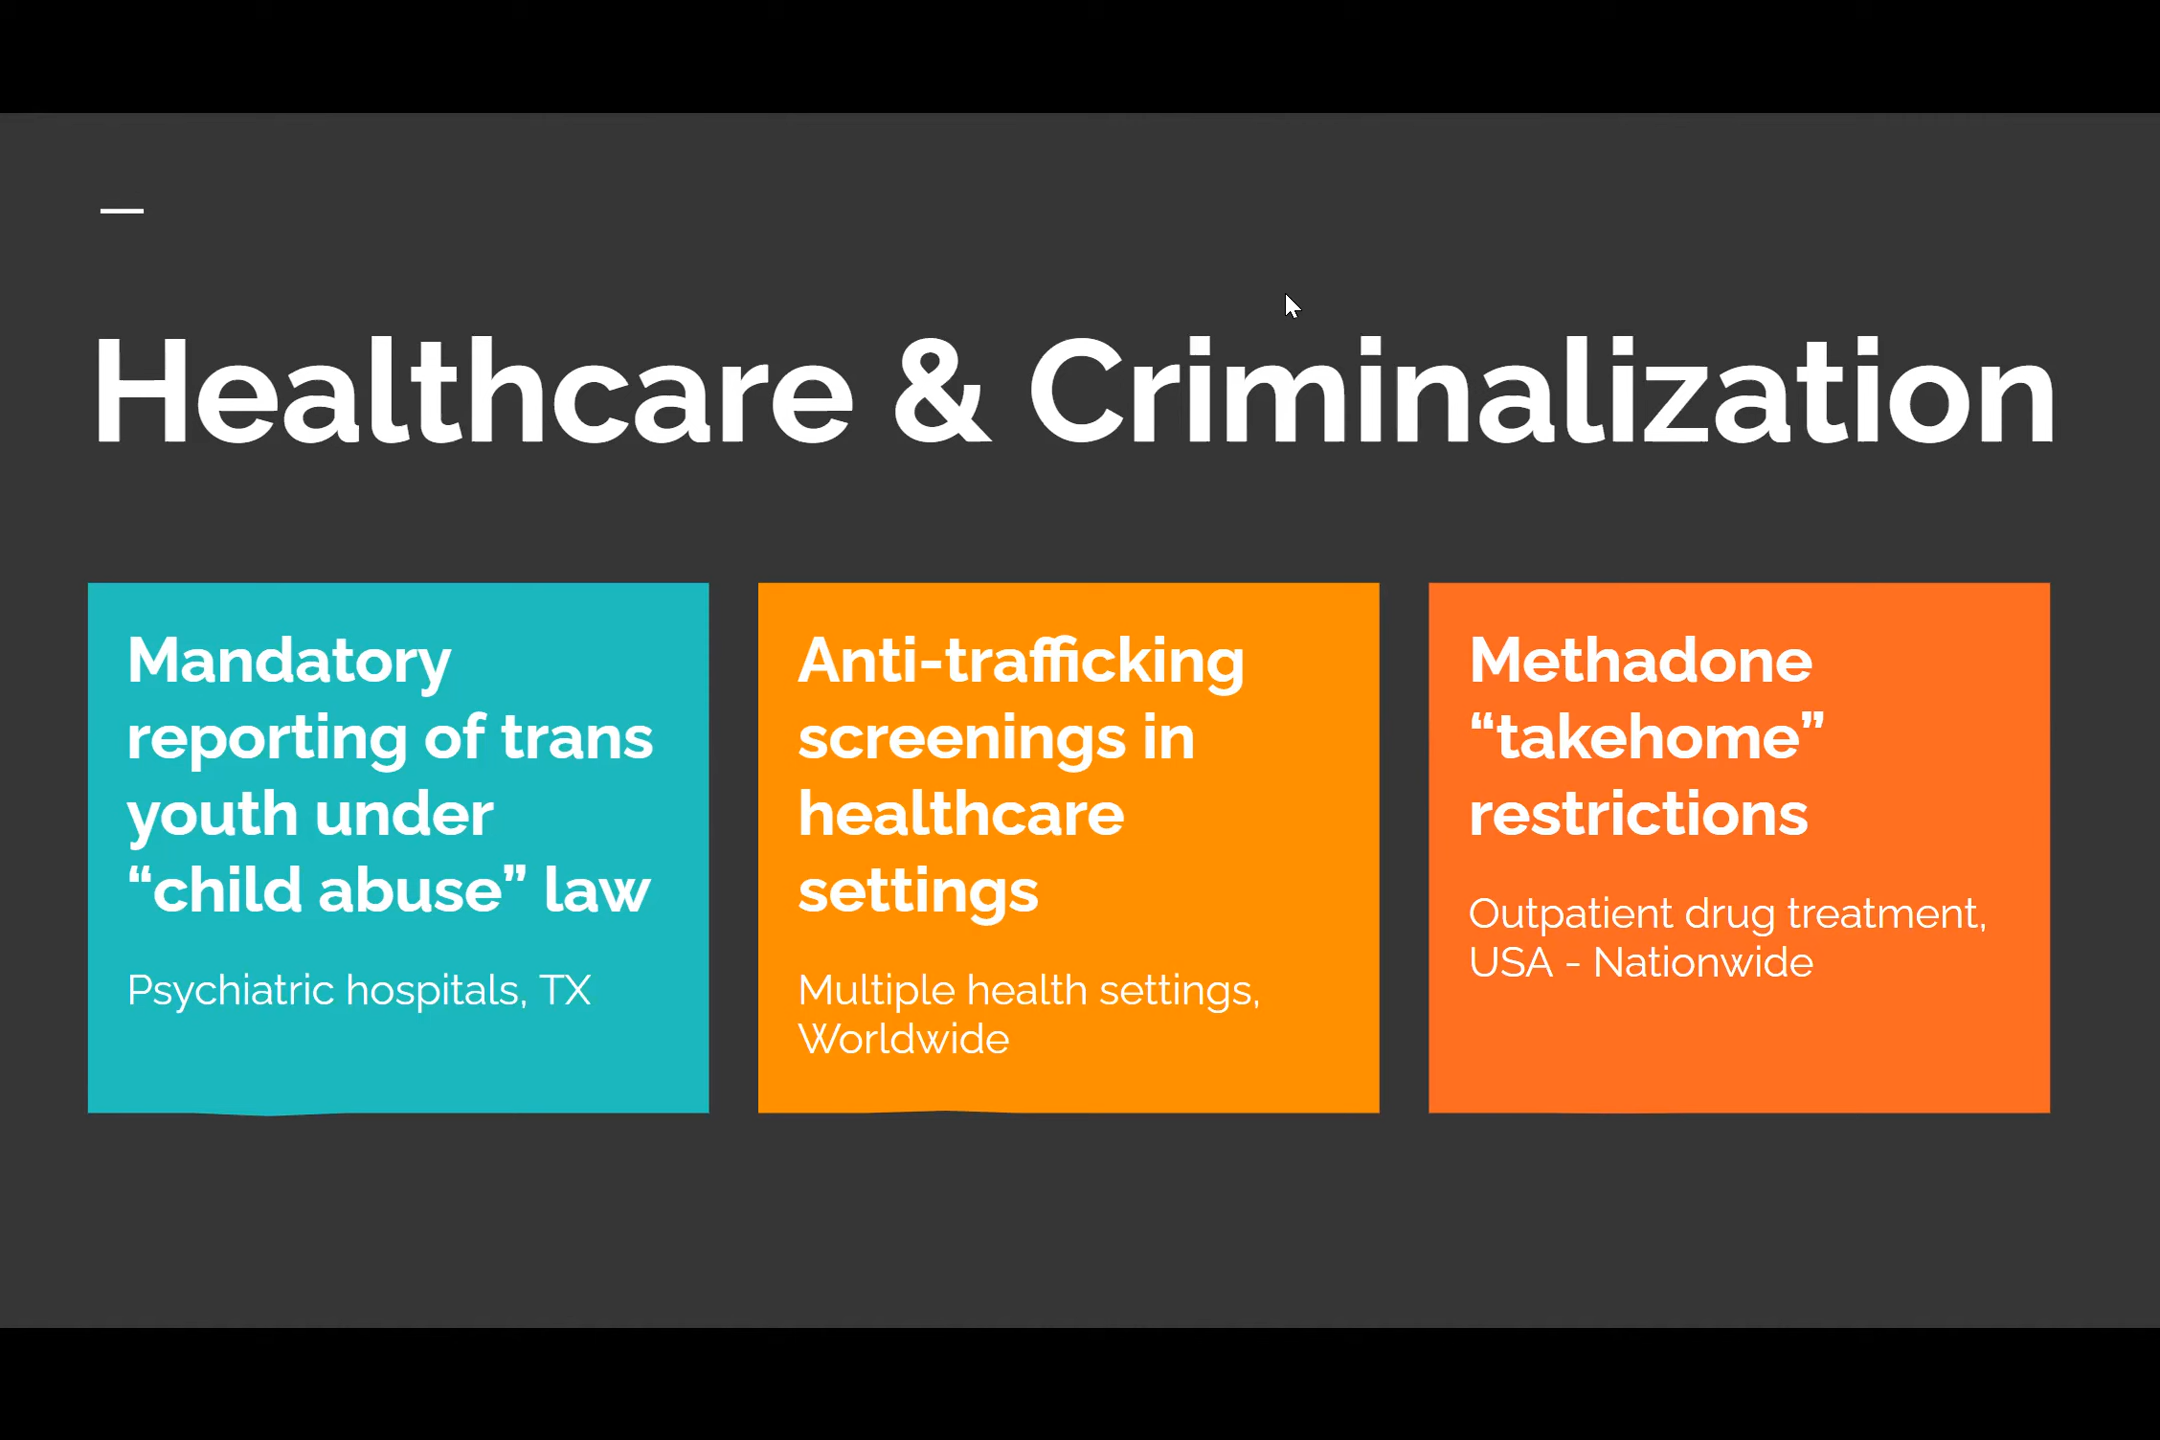 Healthcare & Criminalization
Mandatory
reporting of trans
youth under
“child abuse” law
Psychiatric hospitals, TX
Anti-trafficking
screenings in
healthcare
settings
Multiple health settings,
Worldwide
Methadone
“takehome”
restrictions
Outpatient drug treatment,
USA - Nationwide